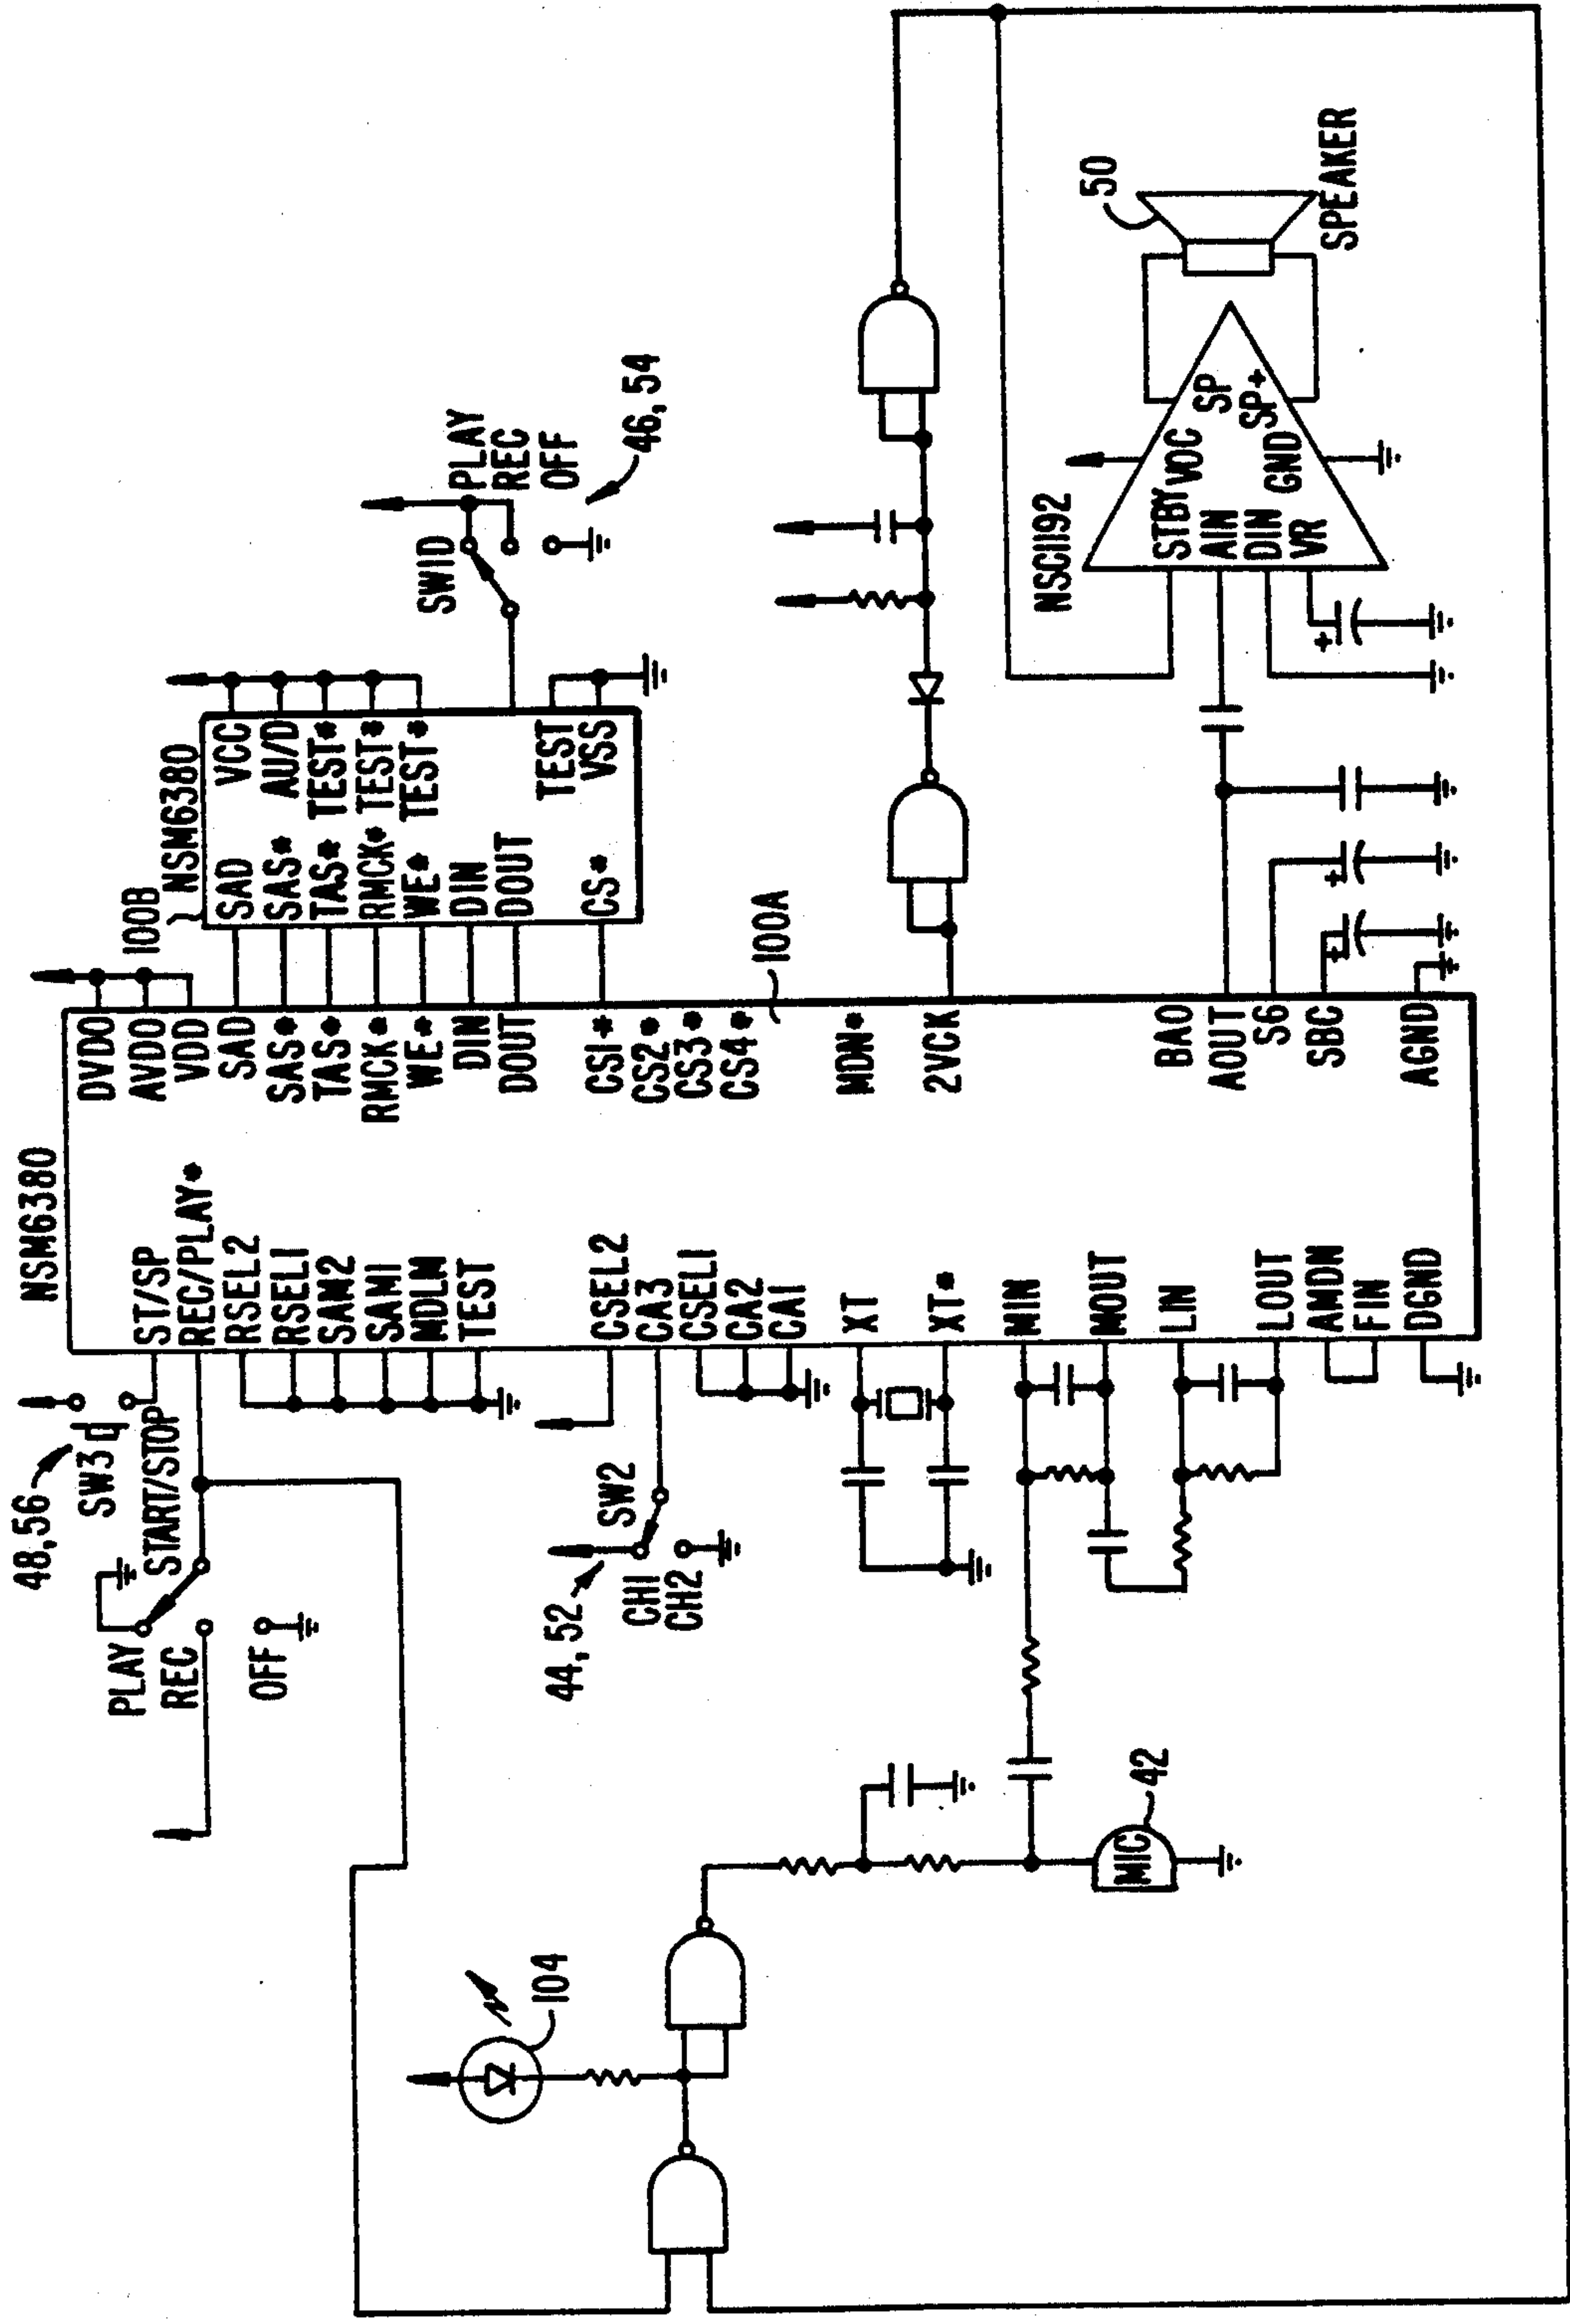 NSM6380
100B
NSM6380
48,56
SW3
START/STOP
PLAY
REC
OFF
ST/SP
REC/PLAY*
RSEL2
RSEL1
SAM2
SAM1
MDLM
TEST
CSEL2
CA3
CSEL1
CA2
CA1
XT
XT*
MIN
MOUT
LIN
LOUT
AMDN
FIN
DGND
DVDO
AVDO
VDD
SAD
SAS*
TAS*
RMCK*
WE*
DIN
DOUT
CS1*
CS2*
CS3*
CS4*
MDN*
2VCK
BAO
AOUT
S6
SBC
AGND
100A
SAD
SAS*
TAS*
RMCK*
WE*
DIN
DOUT
CS*
VCC
AU/D
TEST*
TEST*
TEST*
TEST
VSS
SW1D
PLAY
REC
OFF
46,54
44,52
SW2
CH1
CH2
104
MIC
42
NSC1192
STBY
VOC
AIN
DIN
GND
VR
SP
SP+
+
+
+
50
SPEAKER